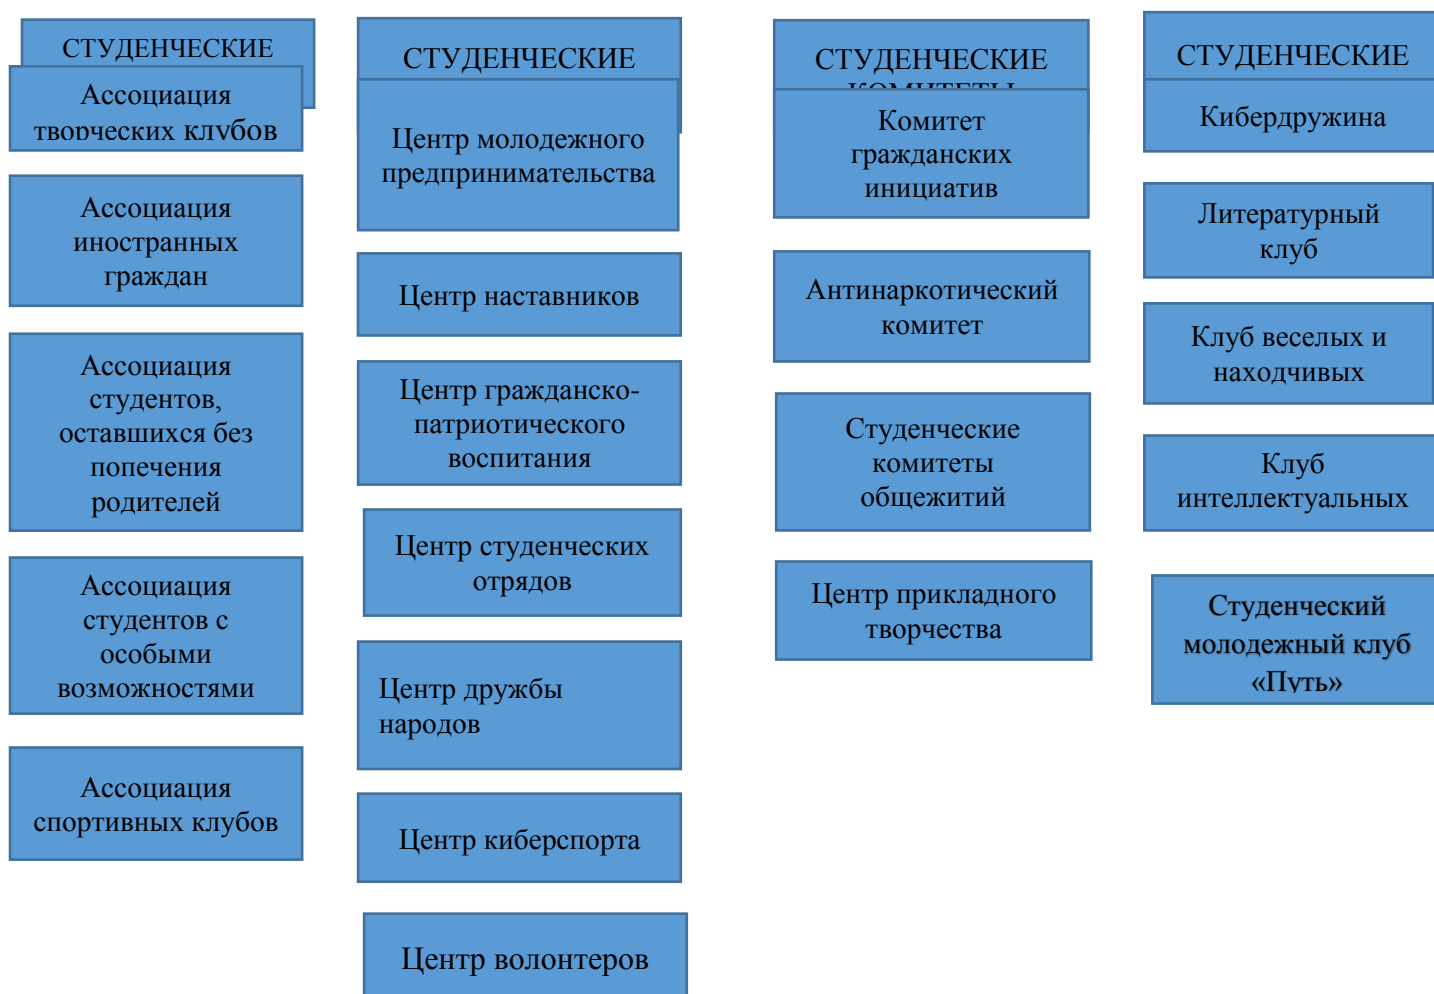 СТУДЕНЧЕСКИЕ
Ассоциация
творческих клубов
Ассоциация
иностранных
граждан
Ассоциация
студентов,
оставшихся без
попечения
родителей
Ассоциация
студентов с
особыми
возможностями
Ассоциация
спортивных клубов
СТУДЕНЧЕСКИЕ
Центр молодежного
предпринимательства
Центр наставников
Центр гражданско-
патриотического
воспитания
Центр студенческих
отрядов
Центр дружбы
народов
Центр киберспорта
Центр волонтеров
СТУДЕНЧЕСКИЕ
КОМИТЕТЫ
Комитет
гражданских
инициатив
Антинаркотический
комитет
Студенческие
комитеты
общежитий
Центр прикладного
творчества
СТУДЕНЧЕСКИЕ
Кибердружина
Литературный
клуб
Клуб веселых и
находчивых
Клуб
интеллектуальных
Студенческий
молодежный клуб
«Путь»